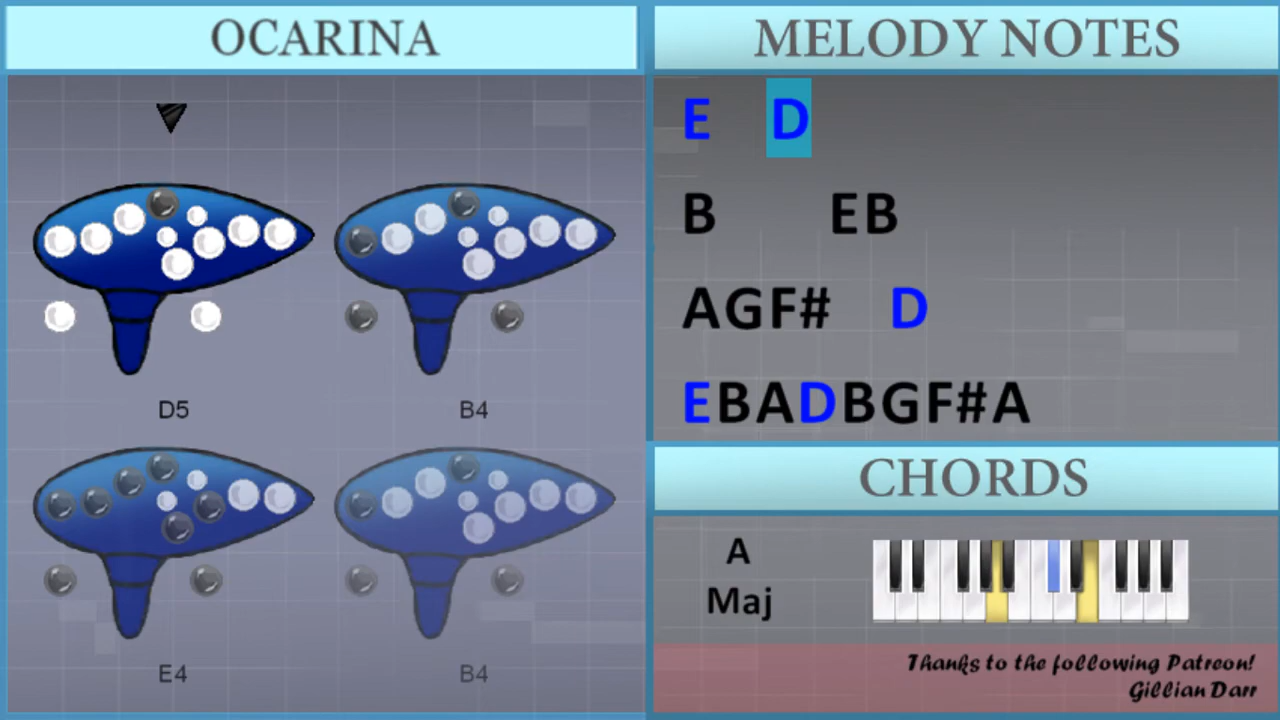 OCARINA
D5 B4
E4 B4
MELODY NOTES
E D
B EB
AGF# D
EBADBGF#A
CHORDS
A
Maj
Thanks to the following Patreon!
Gillian Darr